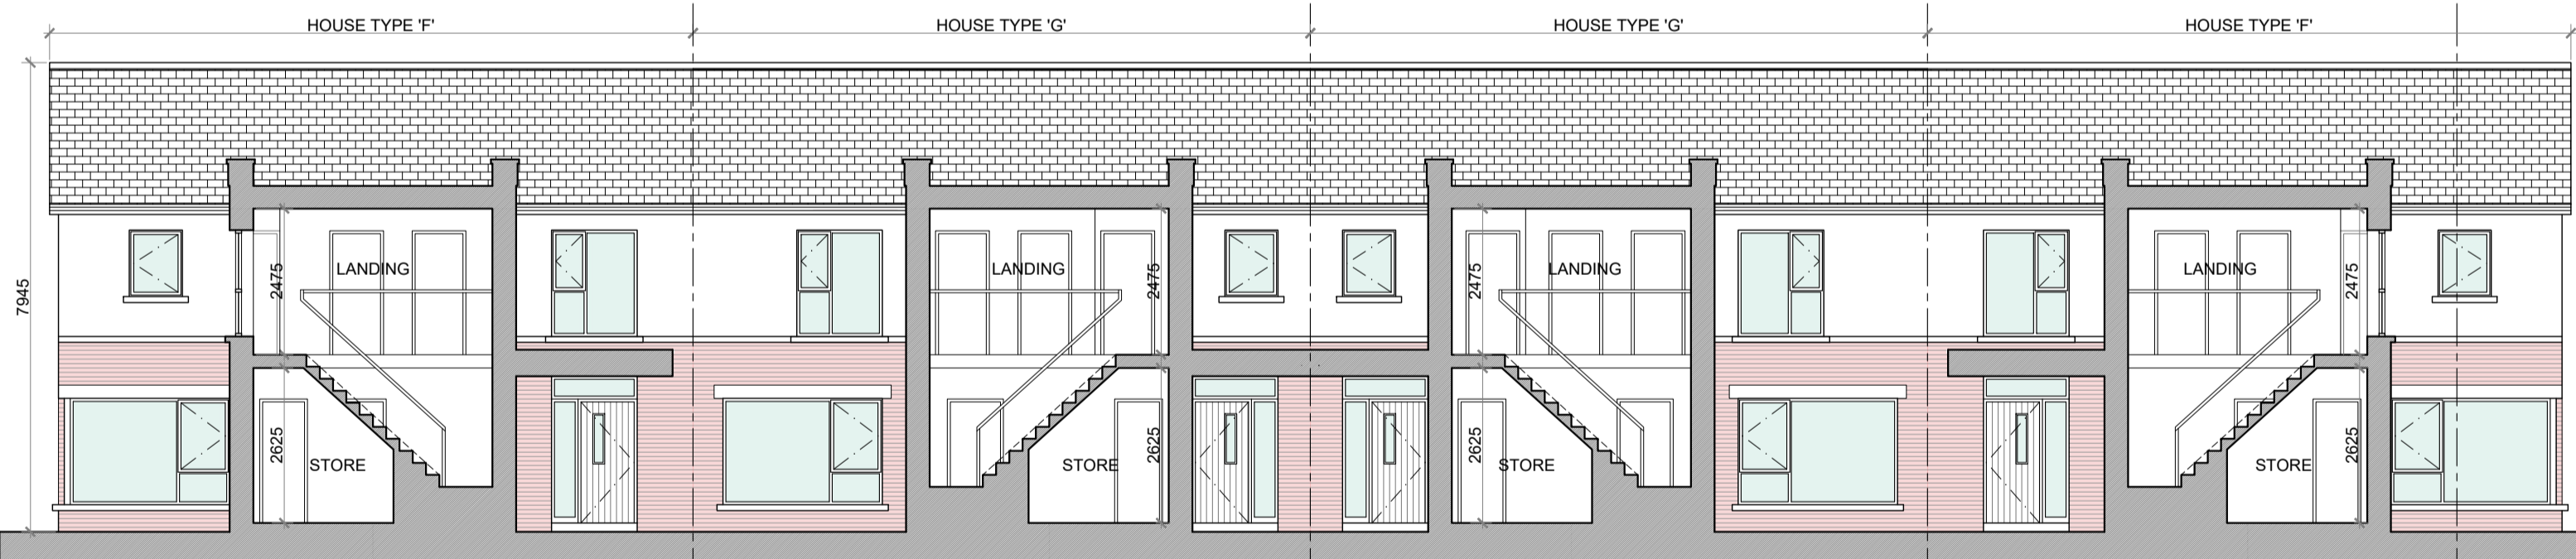 HOUSE TYPE 'F'
HOUSE TYPE 'G'
HOUSE TYPE 'G'
HOUSE TYPE 'F'
7945
LANDING
2475
LANDING
2475
2475
LANDING
LANDING
2475
2625
STORE
STORE
2625
2625
STORE
STORE
2625